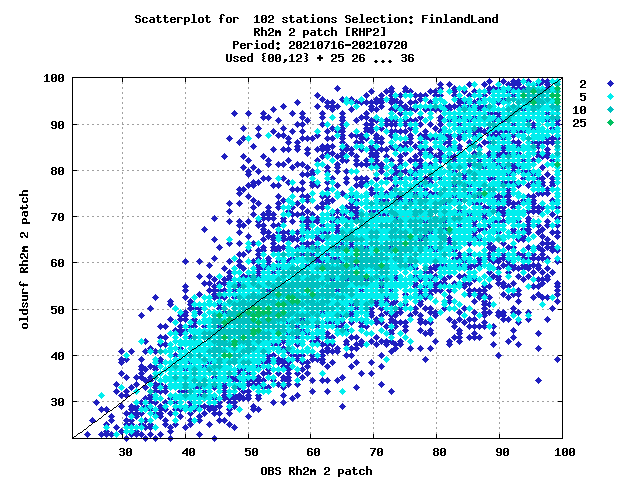 Scatterplot for 102 stations Selection: FinlandLand
Rh2m 2 patch [RHP2]
Period: 20210716-20210720
Used {00,12} + 25 26 ... 36
100
90
80
70
60
50
40
30
2
5
10
25
oldsurf Rh2m 2 patch
30 40 50 60 70 80 90 100
OBS Rh2m 2 patch